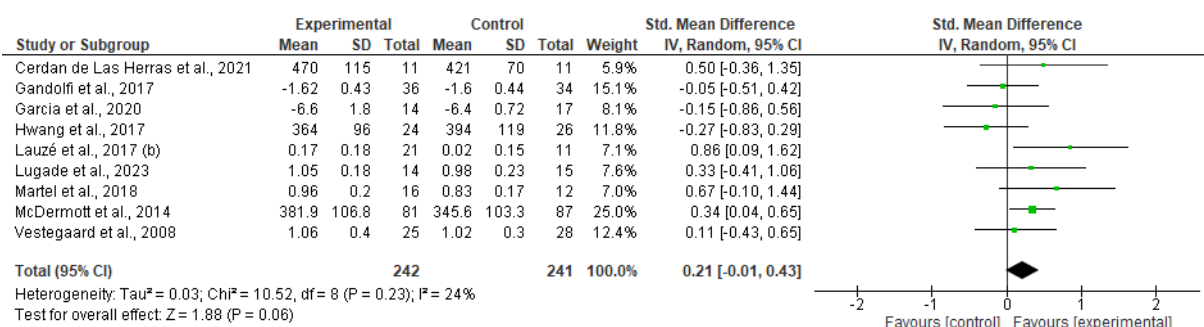 Experimental Control Std. Mean Difference Std. Mean Difference
Study or Subgroup Mean SD Total Mean SD Total Weight IV, Random, 95% CI IV, Random, 95% CI
Cerdan de Las Herras et al., 2021 470 115 11 421 70 11 5.9% 0.50 [-0.36, 1.35]
Gandolfi et al., 2017 -1.62 0.43 36 -1.6 0.44 34 15.1% -0.05 [-0.51, 0.42]
Garcia et al., 2020 -6.6 1.8 14 -6.4 0.72 17 8.1% -0.15 [-0.86, 0.56]
Hwang et al., 2017 364 96 24 394 119 26 11.8% -0.27 [-0.83, 0.29]
Lauzé et al., 2017 (b) 0.17 0.18 21 0.02 0.15 11 7.1% 0.86 [0.09, 1.62]
Lugade et al., 2023 1.05 0.18 14 0.98 0.23 15 7.6% 0.33 [-0.41, 1.06]
Martel et al., 2018 0.96 0.2 16 0.83 0.17 12 7.0% 0.67 [-0.10, 1.44]
McDermott et al., 2014 381.9 106.8 81 345.6 103.3 87 25.0% 0.34 [0.04, 0.65]
Vestegaard et al., 2008 1.06 0.4 25 1.02 0.3 28 12.4% 0.11 [-0.43, 0.65]
Total (95% CI) 242 241 100.0% 0.21 [-0.01, 0.43]
Heterogeneity: Tau² = 0.03; Chi² = 10.52, df = 8 (P = 0.23); I² = 24%
Test for overall effect: Z = 1.88 (P = 0.06)
-2 -1 0 1 2
Favours [control] Favours [experimental]